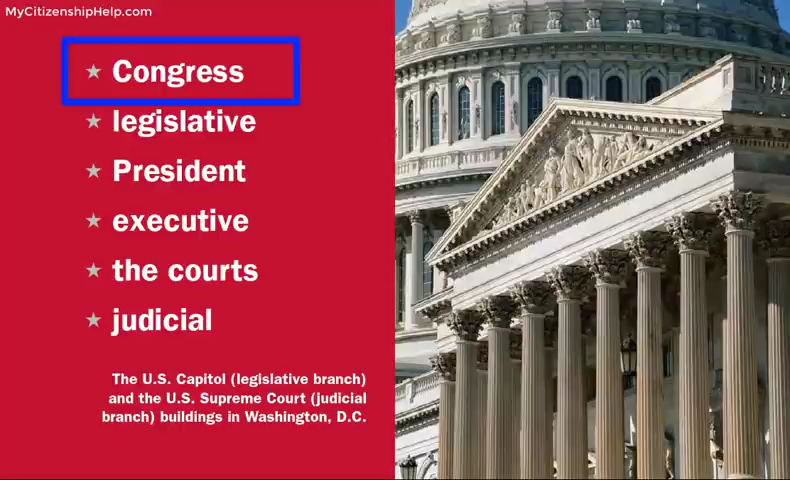 MyCitizenshipHelp.com
Congress
legislative
President
executive
the courts
judicial
The U.S. Capitol (legislative branch)
and the U.S. Supreme Court (judicial
branch) buildings in Washington, D.C.